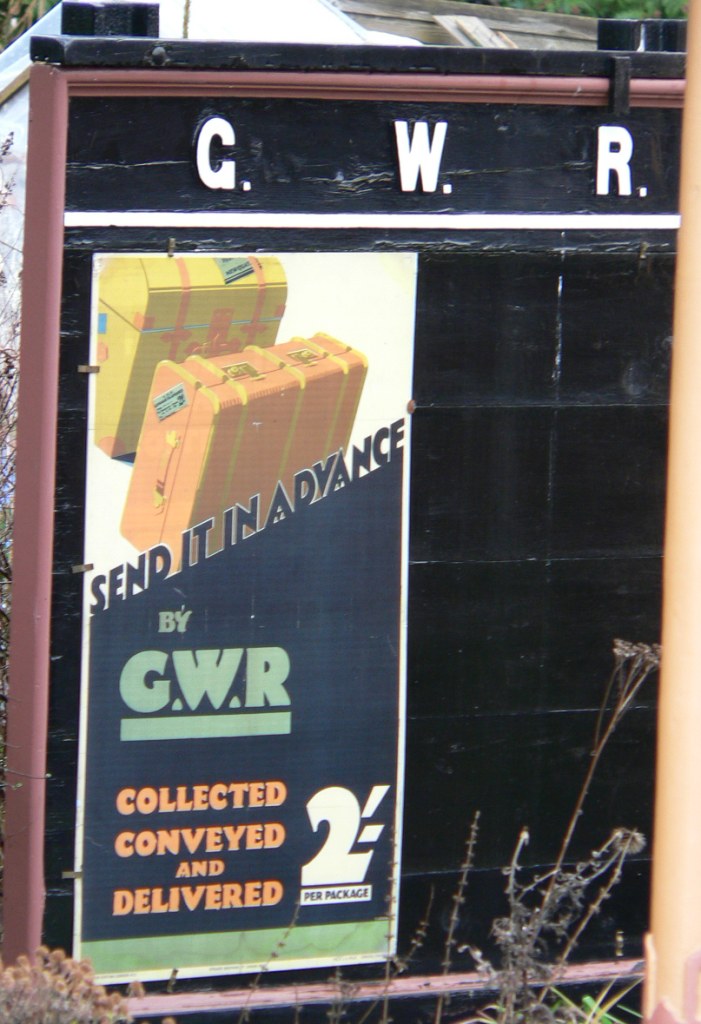 G. W. R.
SEND IT IN ADVANCE
BY
G.W.R
COLLECTED
CONVEYED
AND
DELIVERED
2/-
PER PACKAGE